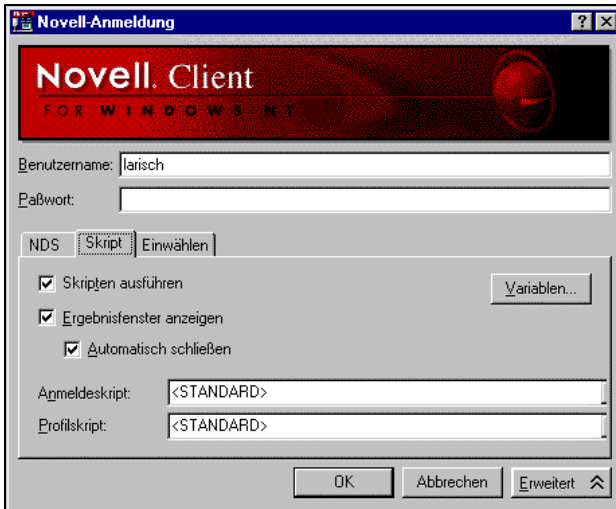 Novell-Anmeldung
Novell. Client
FOR WINDOWS NT
Benutzername: larisch
Paßwort:
NDS Skript Einwählen
Skripten ausführen Variablen...
Ergebnisfenster anzeigen
Automatisch schließen
Anmeldeskript: <STANDARD>
Profilskript: <STANDARD>
OK Abbrechen Erweitert